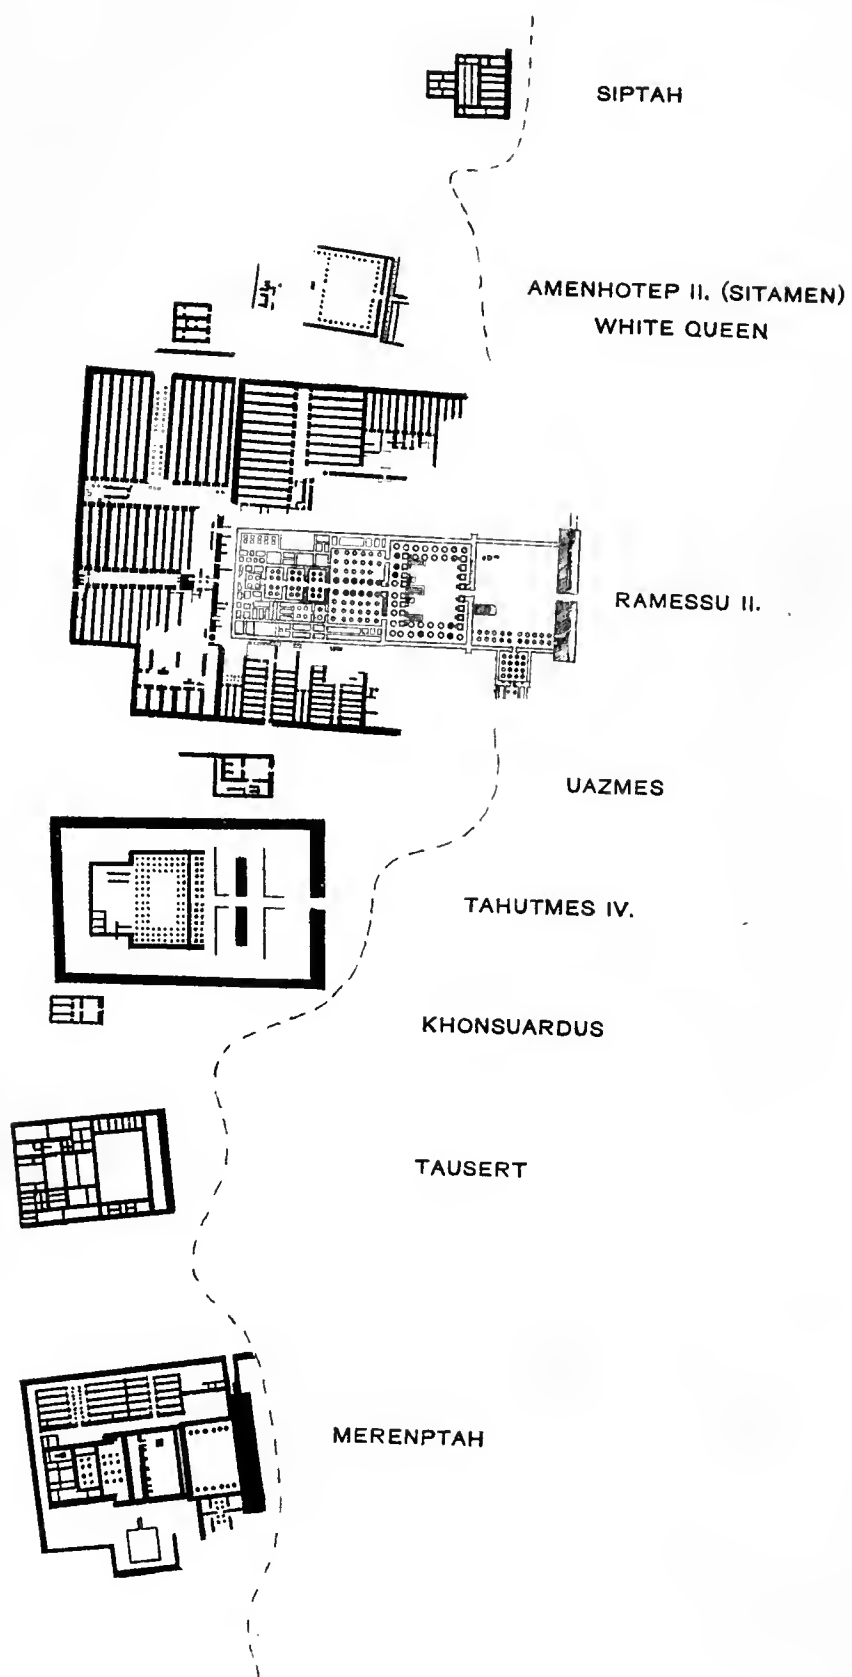 SIPTAH
AMENHOTEP II. (SITAMEN)
WHITE QUEEN
RAMESSU II.
UAZMES
TAHUTMES IV.
KHONSUARDUS
TAUSERT
MERENPTAH